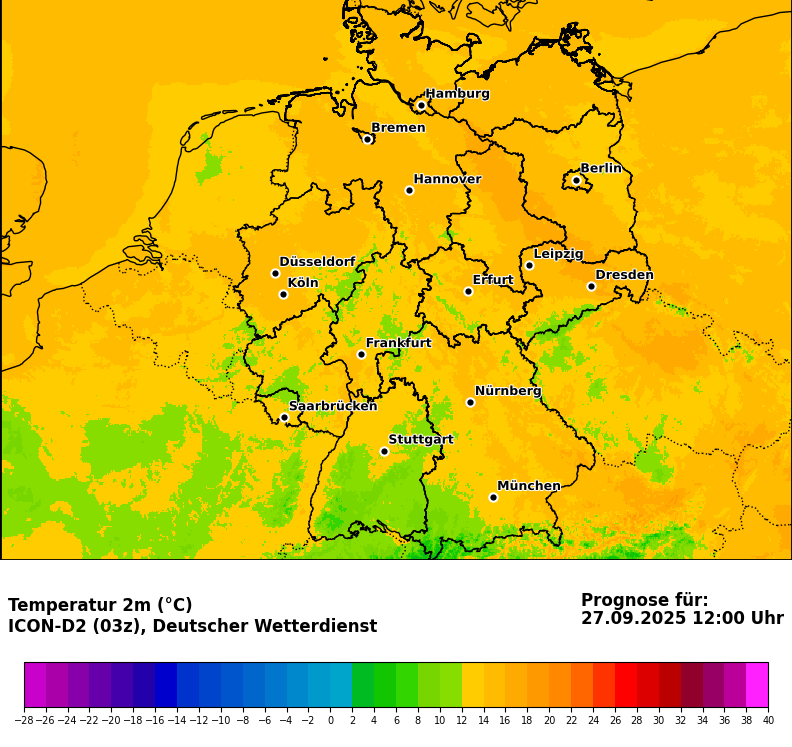 Hamburg
Bremen
Berlin
Hannover
Leipzig
Düsseldorf
Dresden
Köln
Erfurt
Frankfurt
Nürnberg
Saarbrücken
Stuttgart
München
Temperatur 2m (°C)
ICON-D2 (03z), Deutscher Wetterdienst
Prognose für:
27.09.2025 12:00 Uhr
−28 −26 −24 −22 −20 −18 −16 −14 −12 −10 −8 −6 −4 −2 0 2 4 6 8 10 12 14 16 18 20 22 24 26 28 30 32 34 36 38 40